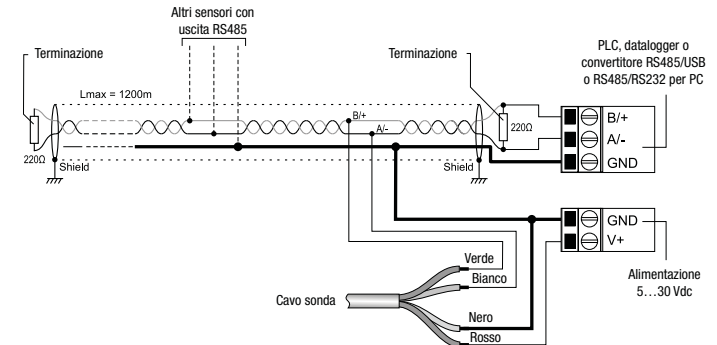 Altri sensori con
uscita RS485
Terminazione
Terminazione
PLC, datalogger o
convertitore RS485/USB
o RS485/RS232 per PC
Lmax = 1200m
B/+
A/-
220Ω
220Ω
Shield
Shield
B/+
A/-
GND
GND
V+
Alimentazione
5…30 Vdc
Cavo sonda
Verde
Bianco
Nero
Rosso